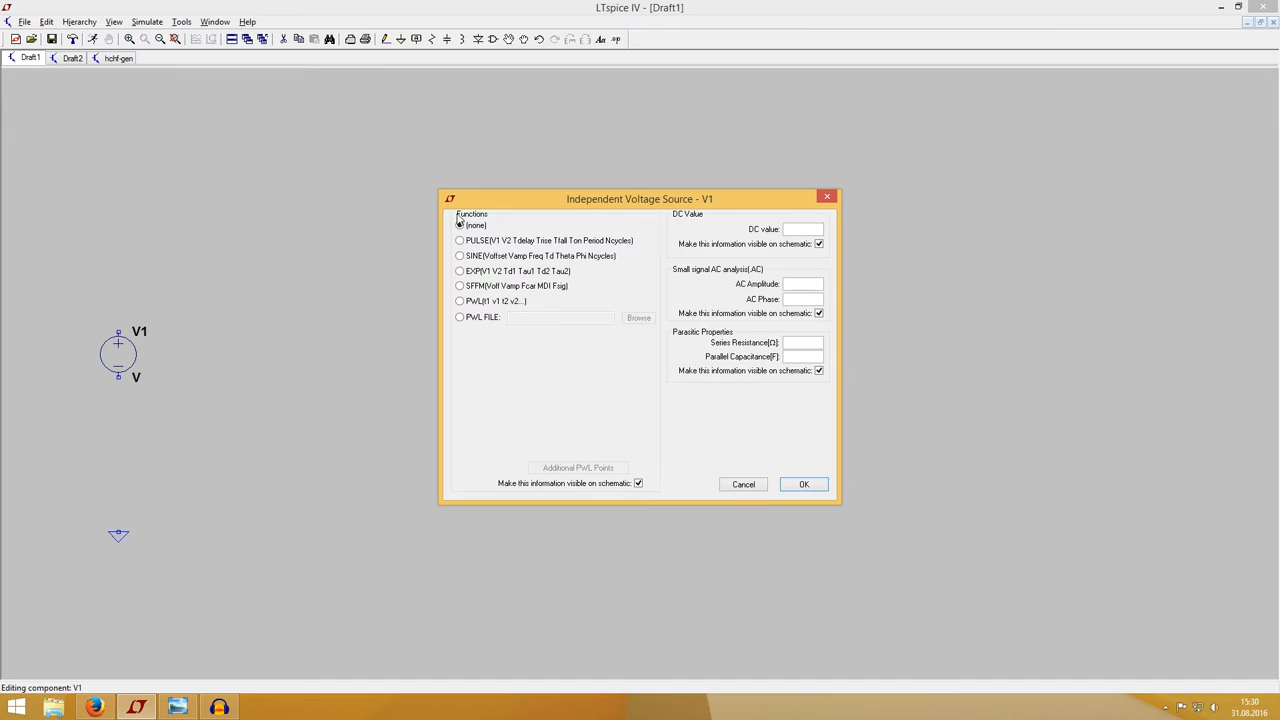 LTspice IV - [Draft1]
File Edit Hierarchy View Simulate Tools Window Help
Aa .op
Draft1 Draft2 hchf-gen
Independent Voltage Source - V1
Functions
(none)
PULSE(V1 V2 Tdelay Trise Tfall Ton Period Ncycles)
SINE(Voffset Vamp Freq Td Theta Phi Ncycles)
EXP(V1 V2 Td1 Tau1 Td2 Tau2)
SFFM(Voff Vamp Fcar MDI Fsig)
PWL(t1 v1 t2 v2...)
PWL FILE: Browse
Additional PWL Points
Make this information visible on schematic:
DC Value
DC value:
Make this information visible on schematic:
Small signal AC analysis(.AC)
AC Amplitude:
AC Phase:
Make this information visible on schematic:
Parasitic Properties
Series Resistance[Ω]:
Parallel Capacitance[F]:
Make this information visible on schematic:
Cancel OK
V1
V
Editing component: V1
15:30
31.08.2016